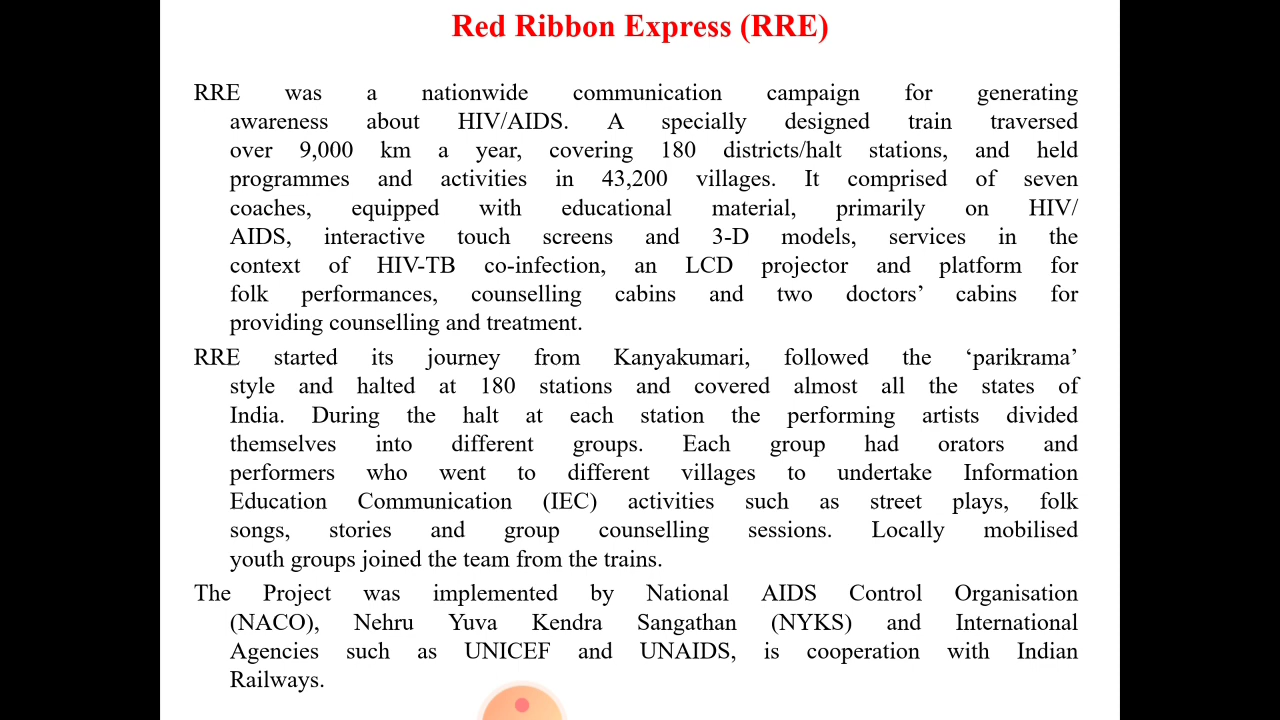 Red Ribbon Express (RRE)
RRE was a nationwide communication campaign for generating
awareness about HIV/AIDS. A specially designed train traversed
over 9,000 km a year, covering 180 districts/halt stations, and held
programmes and activities in 43,200 villages. It comprised of seven
coaches, equipped with educational material, primarily on HIV/
AIDS, interactive touch screens and 3-D models, services in the
context of HIV-TB co-infection, an LCD projector and platform for
folk performances, counselling cabins and two doctors’ cabins for
providing counselling and treatment.
RRE started its journey from Kanyakumari, followed the ‘parikrama’
style and halted at 180 stations and covered almost all the states of
India. During the halt at each station the performing artists divided
themselves into different groups. Each group had orators and
performers who went to different villages to undertake Information
Education Communication (IEC) activities such as street plays, folk
songs, stories and group counselling sessions. Locally mobilised
youth groups joined the team from the trains.
The Project was implemented by National AIDS Control Organisation
(NACO), Nehru Yuva Kendra Sangathan (NYKS) and International
Agencies such as UNICEF and UNAIDS, is cooperation with Indian
Railways.